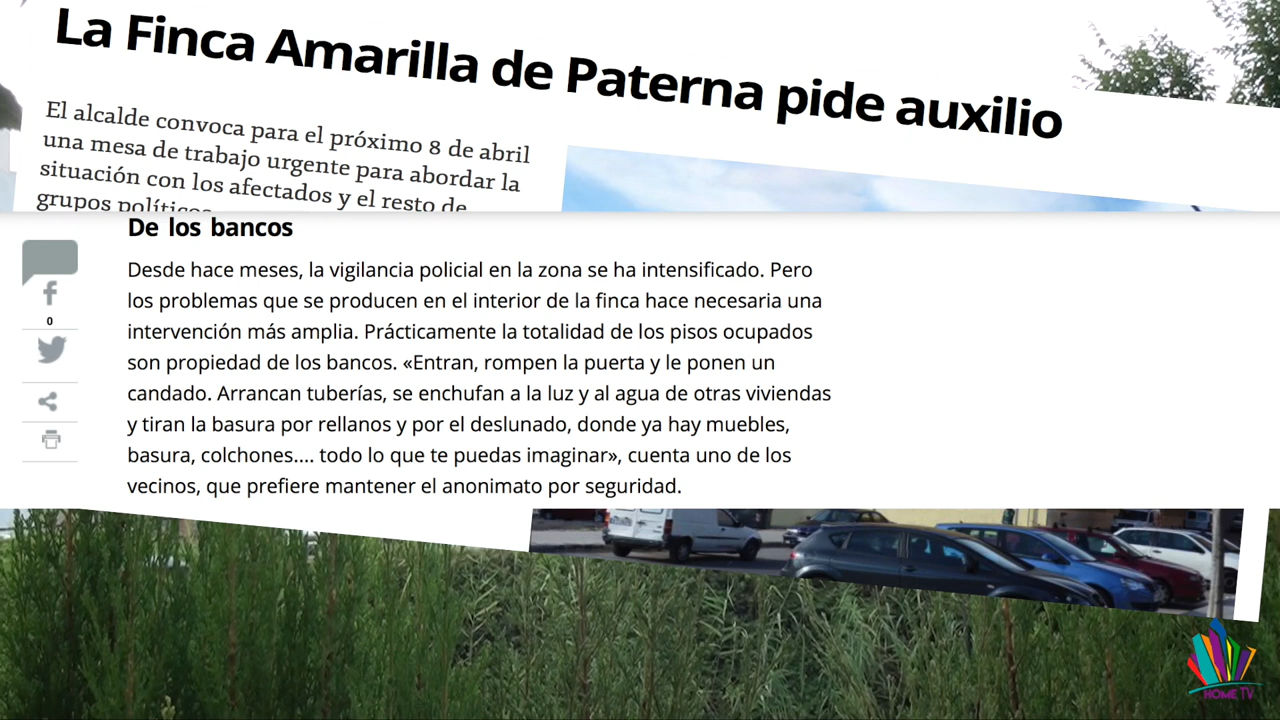 La Finca Amarilla de Paterna pide auxilio
El alcalde convoca para el próximo 8 de abril
una mesa de trabajo urgente para abordar la
situación con los afectados y el resto de
grupos políticos
De los bancos
Desde hace meses, la vigilancia policial en la zona se ha intensificado. Pero
los problemas que se producen en el interior de la finca hace necesaria una
intervención más amplia. Prácticamente la totalidad de los pisos ocupados
son propiedad de los bancos. «Entran, rompen la puerta y le ponen un
candado. Arrancan tuberías, se enchufan a la luz y al agua de otras viviendas
y tiran la basura por rellanos y por el deslunado, donde ya hay muebles,
basura, colchones.... todo lo que te puedas imaginar», cuenta uno de los
vecinos, que prefiere mantener el anonimato por seguridad.
0
HOME TV